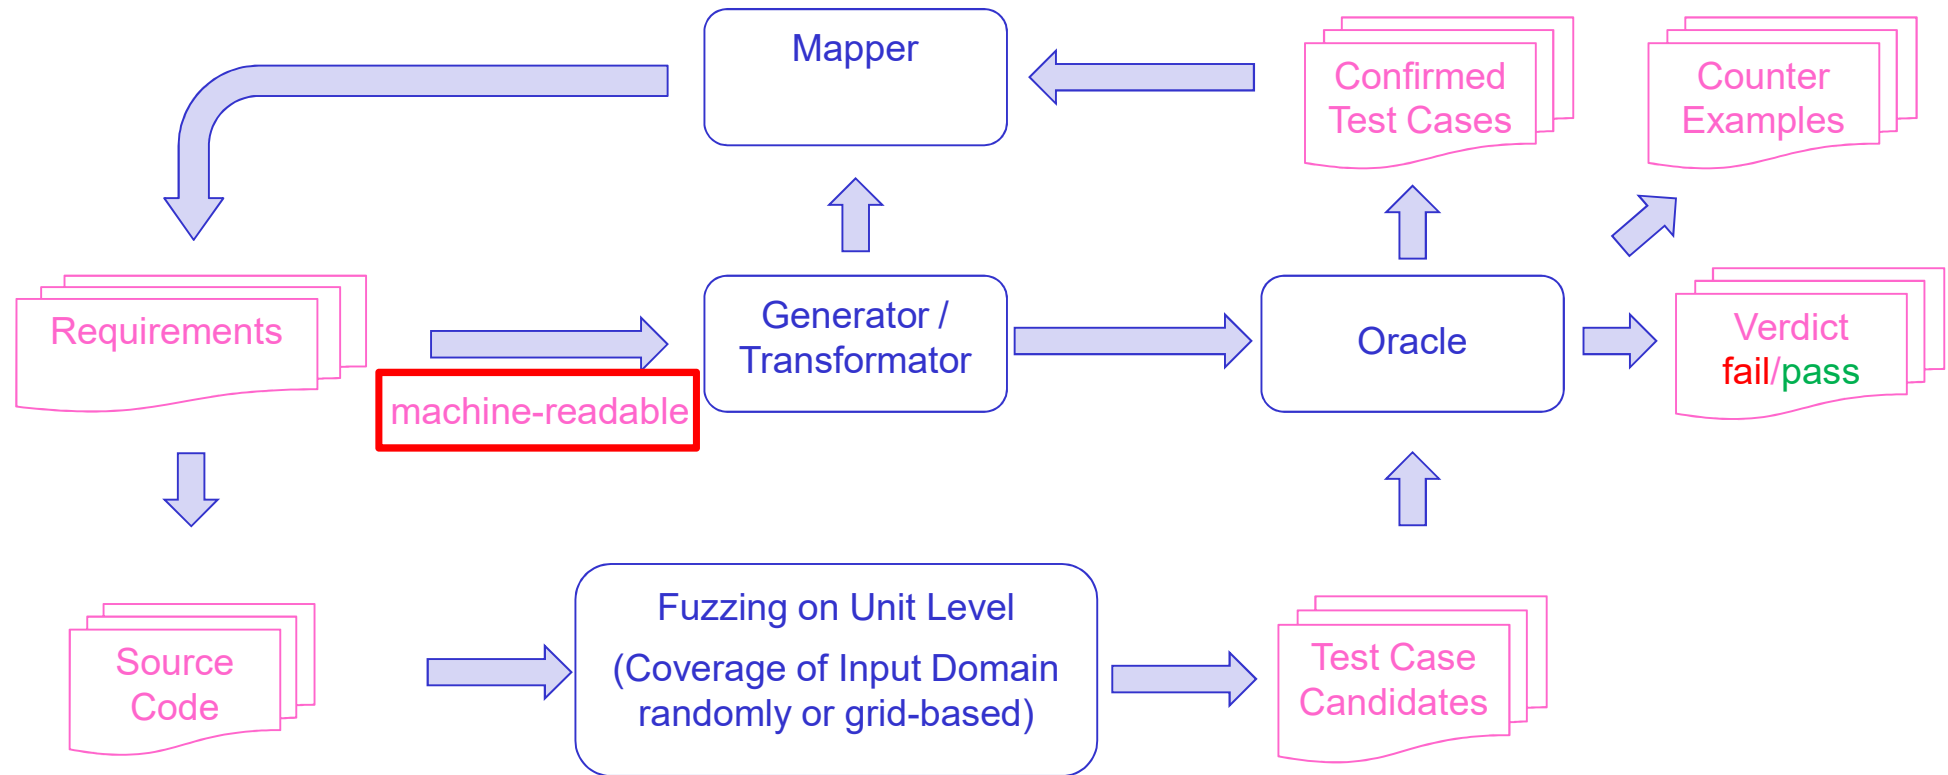 Mapper
Confirmed
Test Cases
Counter
Examples
Requirements
machine-readable
Generator /
Transformator
Oracle
Verdict
fail/pass
Source
Code
Fuzzing on Unit Level
(Coverage of Input Domain
randomly or grid-based)
Test Case
Candidates